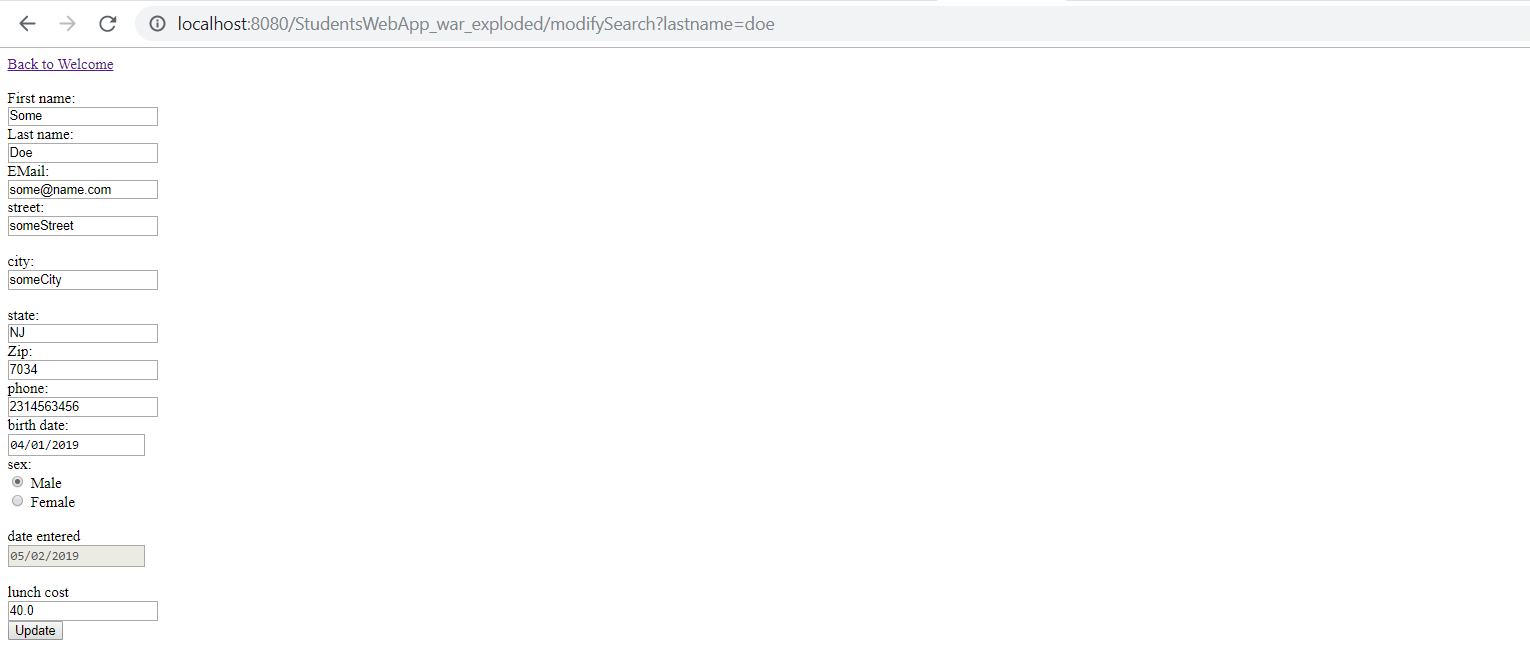 localhost:8080/StudentsWebApp_war_exploded/modifySearch?lastname=doe
Back to Welcome
First name:
Some
Last name:
Doe
EMail:
some@name.com
street:
someStreet
city:
someCity
state:
NJ
Zip:
7034
phone:
2314563456
birth date:
04/01/2019
sex:
Male
Female
date entered
05/02/2019
lunch cost
40.0
Update